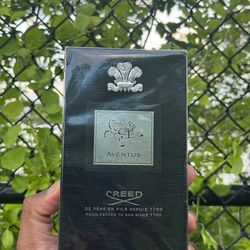 AVENTUS
CREED
DE PÈRE EN FILS DEPUIS 1760
FROM FATHER TO SON SINCE 1760